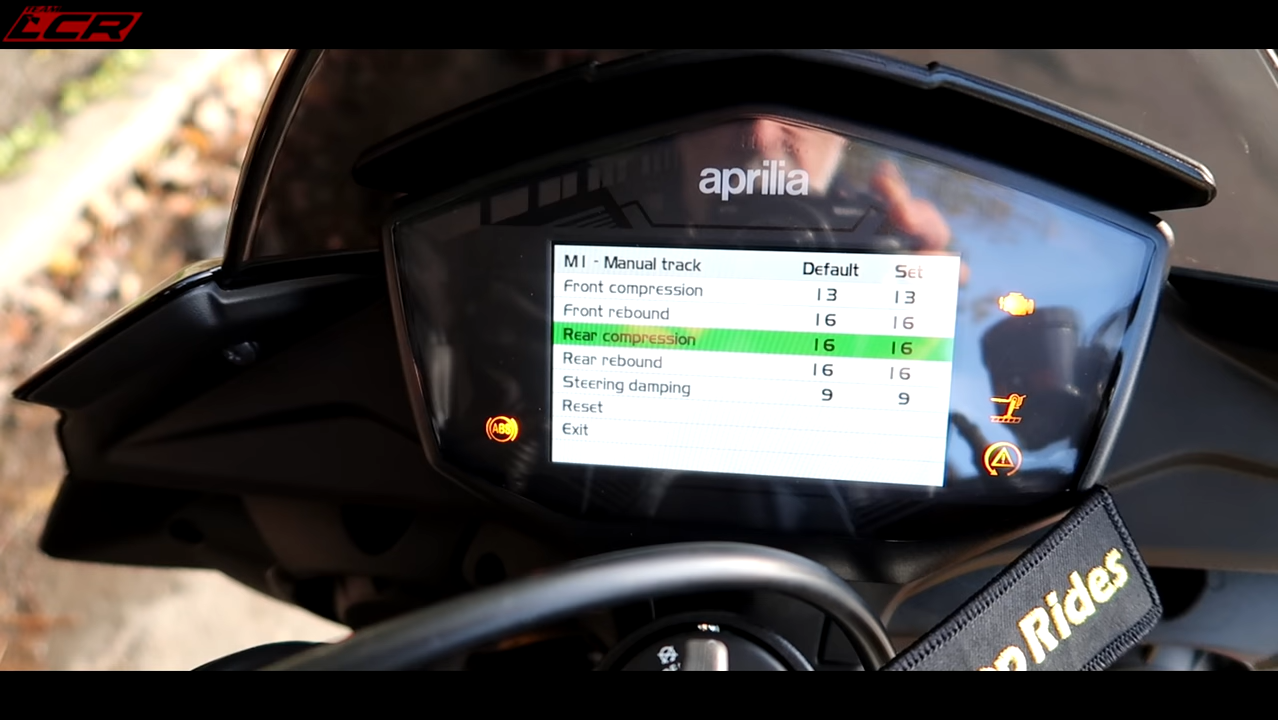 LCR
aprilia
M1 - Manual track Default Set
Front compression 13 13
Front rebound 16 16
Rear compression 16 16
Rear rebound 16 16
Steering damping 9 9
Reset
Exit
ABS
Rides